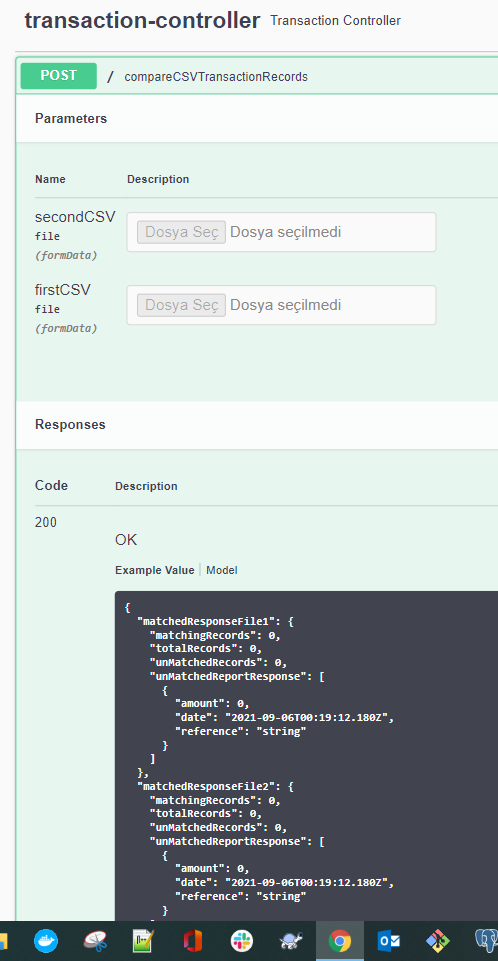 transaction-controller Transaction Controller
POST / compareCSVTransactionRecords
Parameters
Name Description
secondCSV
file
(formData)
Dosya Seç Dosya seçilmedi
firstCSV
file
(formData)
Dosya Seç Dosya seçilmedi
Responses
Code Description
200
OK
Example Value Model
{
"matchedResponseFile1": {
"matchingRecords": 0,
"totalRecords": 0,
"unMatchedRecords": 0,
"unMatchedReportResponse": [
{
"amount": 0,
"date": "2021-09-06T00:19:12.180Z",
"reference": "string"
}
]
},
"matchedResponseFile2": {
"matchingRecords": 0,
"totalRecords": 0,
"unMatchedRecords": 0,
"unMatchedReportResponse": [
{
"amount": 0,
"date": "2021-09-06T00:19:12.180Z",
"reference": "string"
}